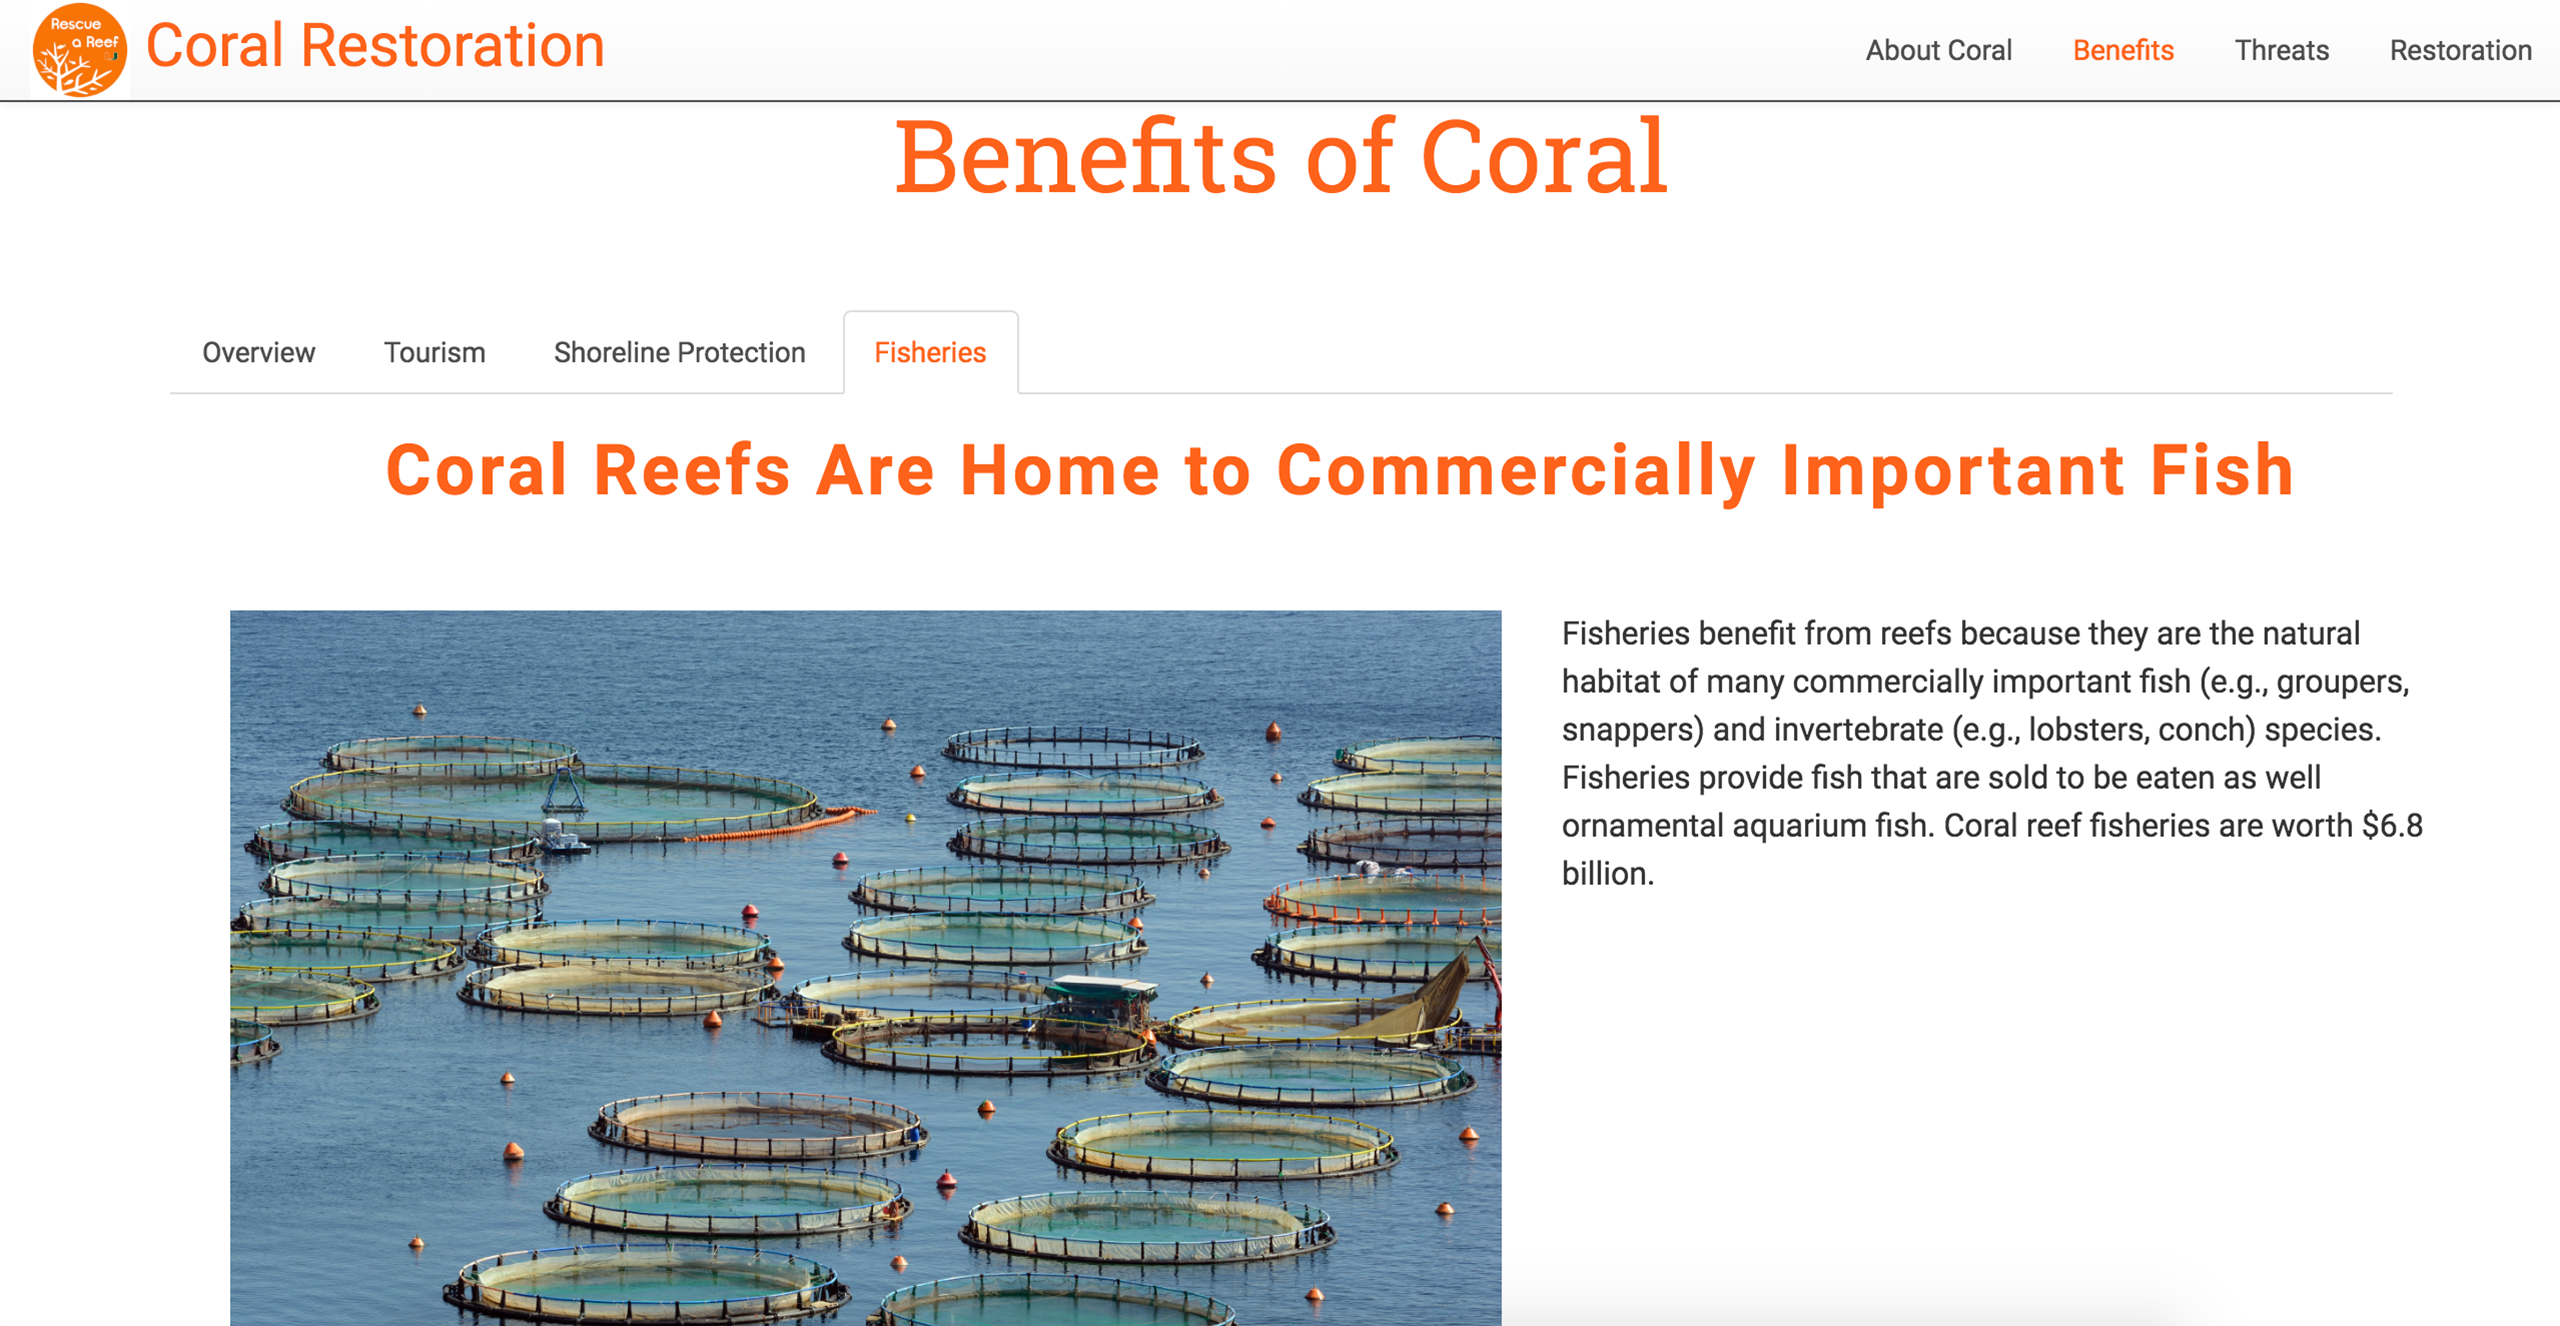 Rescue
a Reef
Coral Restoration
About Coral Benefits Threats Restoration
Benefits of Coral
Overview Tourism Shoreline Protection Fisheries
Coral Reefs Are Home to Commercially Important Fish
Fisheries benefit from reefs because they are the natural
habitat of many commercially important fish (e.g., groupers,
snappers) and invertebrate (e.g., lobsters, conch) species.
Fisheries provide fish that are sold to be eaten as well
ornamental aquarium fish. Coral reef fisheries are worth $6.8
billion.